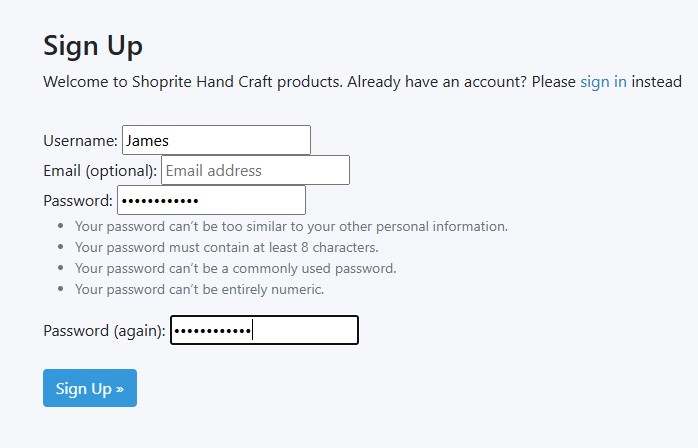 Sign Up
Welcome to Shoprite Hand Craft products. Already have an account? Please sign in instead
Username: James
Email (optional): Email address
Password: ••••••••••••
• Your password can’t be too similar to your other personal information.
• Your password must contain at least 8 characters.
• Your password can’t be a commonly used password.
• Your password can’t be entirely numeric.
Password (again): ••••••••••••
Sign Up »